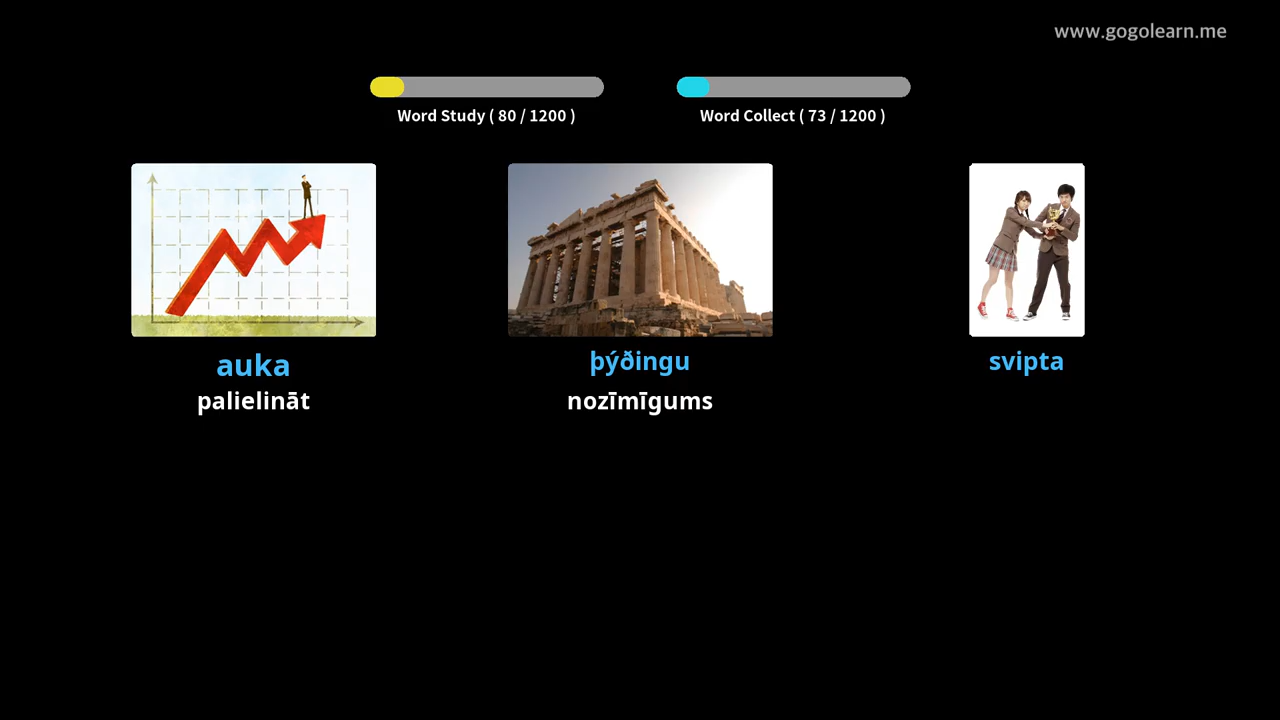 www.gogolearn.me
Word Study ( 80 / 1200 )
Word Collect ( 73 / 1200 )
auka
þýðingu
svipta
palielināt
nozīmīgums